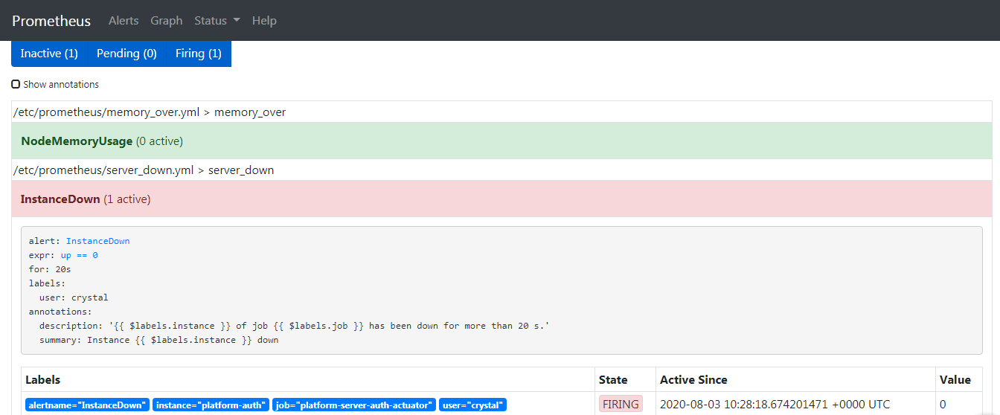 Prometheus Alerts Graph Status Help
Inactive (1) Pending (0) Firing (1)
Show annotations
/etc/prometheus/memory_over.yml > memory_over
NodeMemoryUsage (0 active)
/etc/prometheus/server_down.yml > server_down
InstanceDown (1 active)
alert: InstanceDown
expr: up == 0
for: 20s
labels:
  user: crystal
annotations:
  description: '{{ $labels.instance }} of job {{ $labels.job }} has been down for more than 20 s.'
  summary: Instance {{ $labels.instance }} down
Labels State Active Since Value
alertname="InstanceDown" instance="platform-auth" job="platform-server-auth-actuator" user="crystal" FIRING 2020-08-03 10:28:18.674201471 +0000 UTC 0